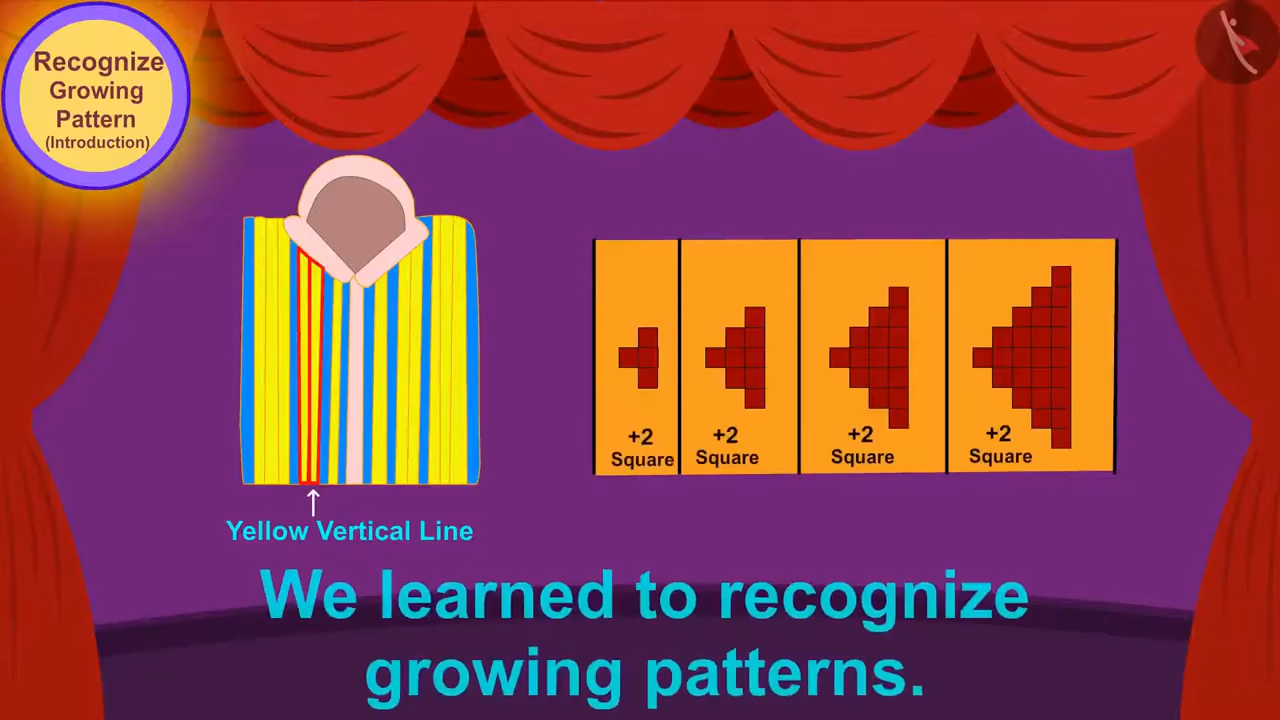 Recognize
Growing
Pattern
(Introduction)
+2
Square
+2
Square
+2
Square
+2
Square
Yellow Vertical Line
We learned to recognize
growing patterns.